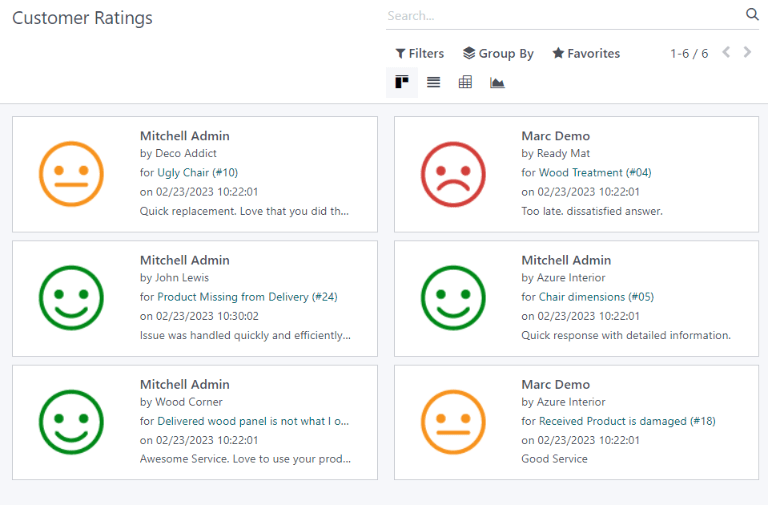 Customer Ratings
Search...
Filters
Group By
Favorites
1-6 / 6
Mitchell Admin
by Deco Addict
for Ugly Chair (#10)
on 02/23/2023 10:22:01
Quick replacement. Love that you did th...
Marc Demo
by Ready Mat
for Wood Treatment (#04)
on 02/23/2023 10:22:01
Too late, dissatisfied answer.
Mitchell Admin
by John Lewis
for Product Missing from Delivery (#24)
on 02/23/2023 10:30:02
Issue was handled quickly and efficiently...
Mitchell Admin
by Azure Interior
for Chair dimensions (#05)
on 02/23/2023 10:22:01
Quick response with detailed information.
Mitchell Admin
by Wood Corner
for Delivered wood panel is not what I o...
on 02/23/2023 10:22:01
Awesome Service. Love to use your prod...
Marc Demo
by Azure Interior
for Received Product is damaged (#18)
on 02/23/2023 10:22:01
Good Service